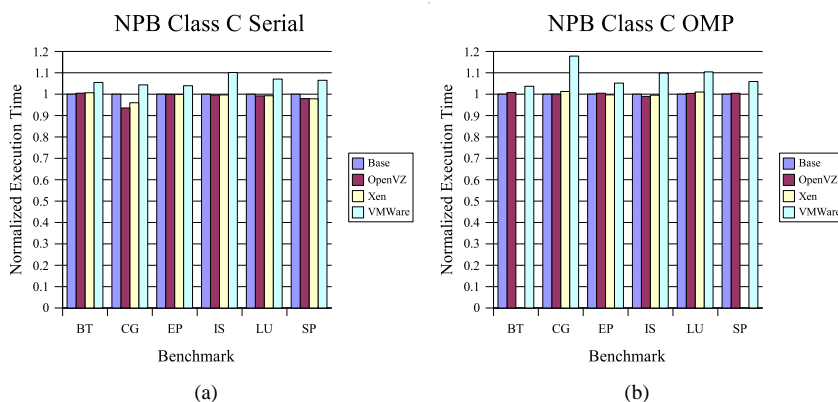 NPB Class C Serial
1.2
1.1
1
0.9
0.8
0.7
0.6
0.5
0.4
0.3
0.2
0.1
0
Normalized Execution Time
BT CG EP IS LU SP
Benchmark
Base
OpenVZ
Xen
VMWare
(a)
NPB Class C OMP
1.2
1.1
1
0.9
0.8
0.7
0.6
0.5
0.4
0.3
0.2
0.1
0
Normalized Execution Time
BT CG EP IS LU SP
Benchmark
Base
OpenVZ
Xen
VMWare
(b)